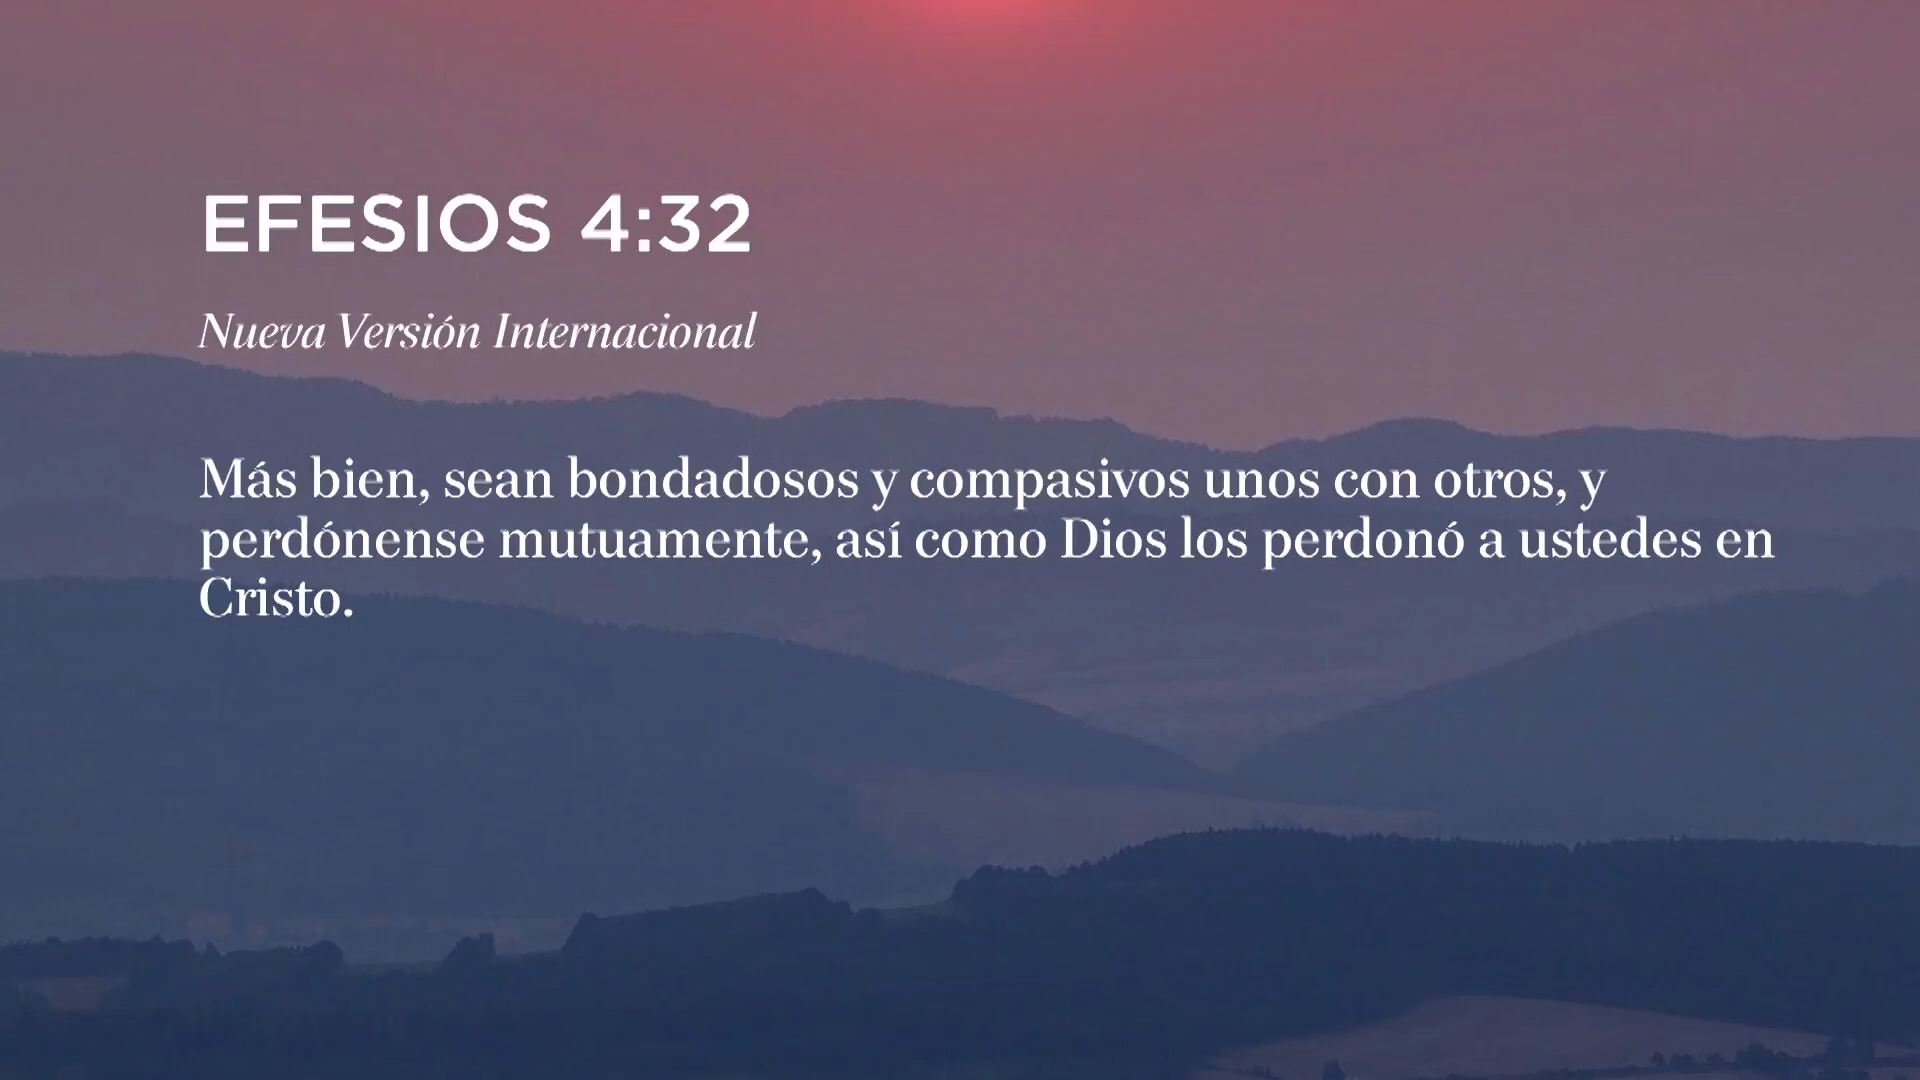 EFESIOS 4:32
Nueva Versión Internacional
Más bien, sean bondadosos y compasivos unos con otros, y
perdónense mutuamente, así como Dios los perdonó a ustedes en
Cristo.